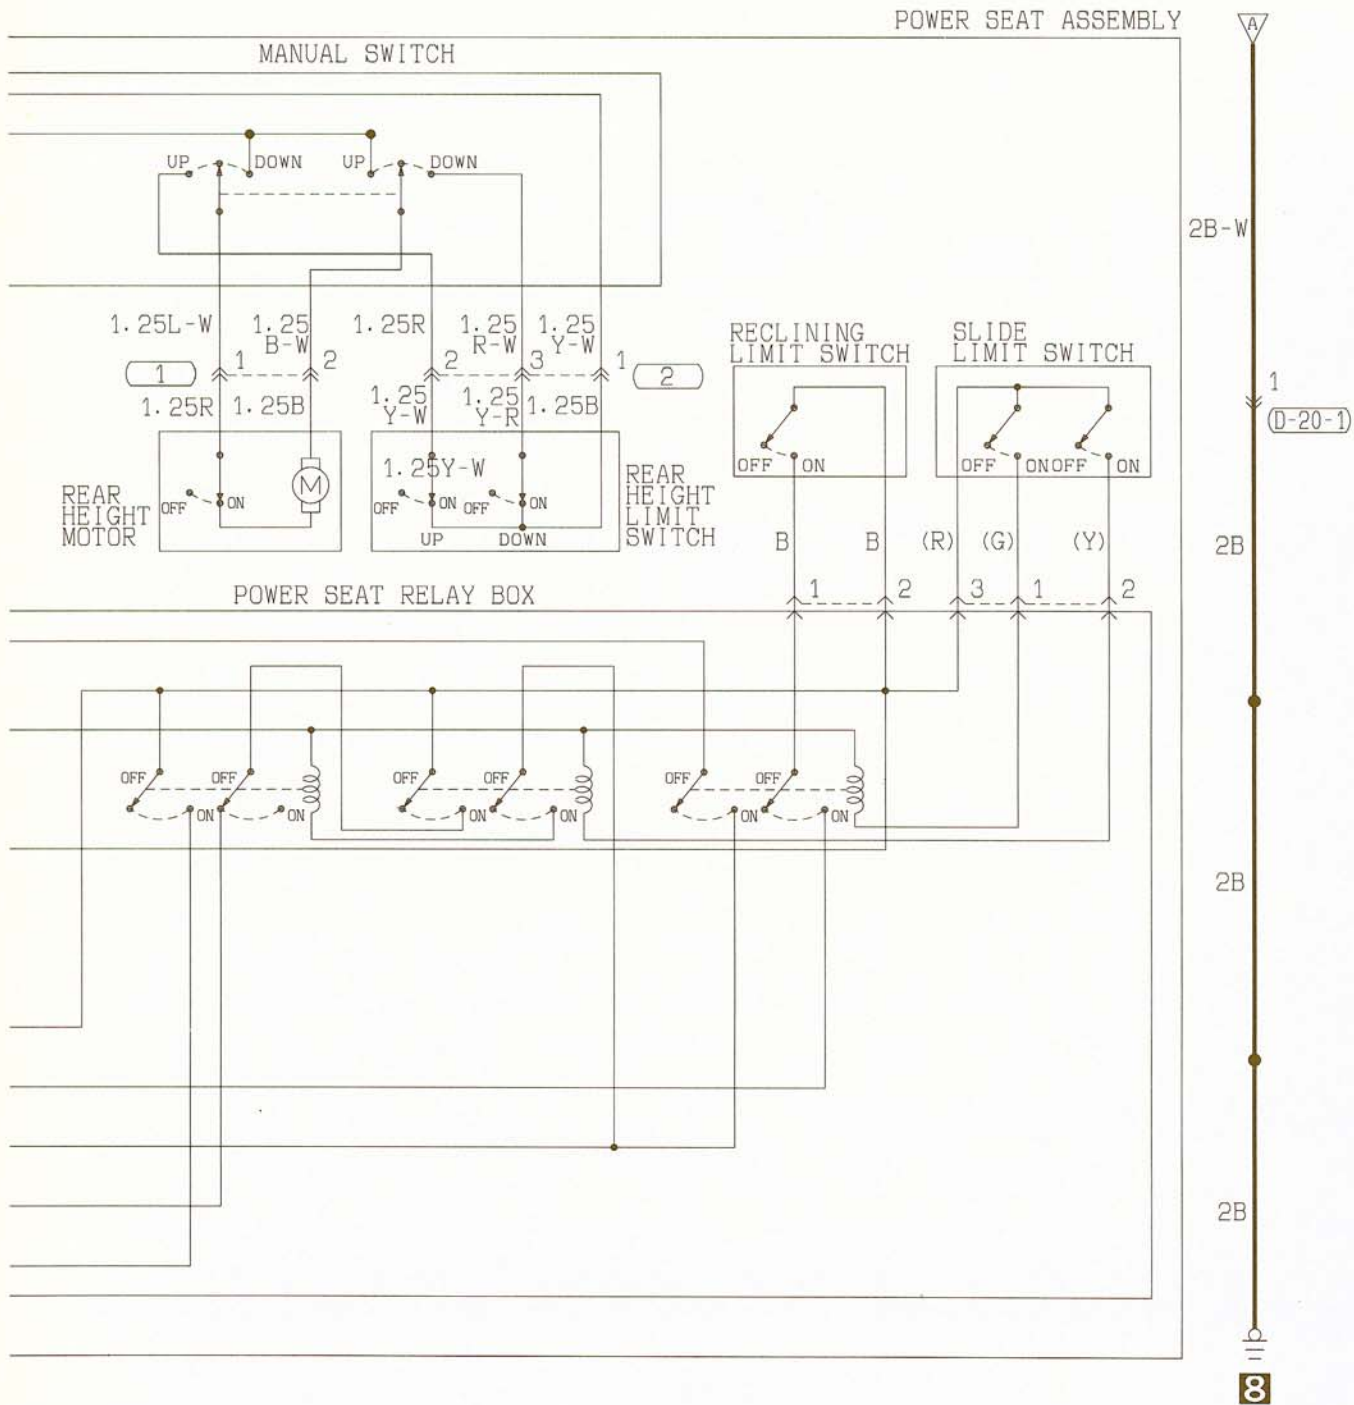 POWER SEAT ASSEMBLY
A
MANUAL SWITCH
UP DOWN UP DOWN
2B-W
1.25L-W 1.25 B-W 1.25R 1.25 R-W 1.25 Y-W
RECLINING
LIMIT SWITCH
SLIDE
LIMIT SWITCH
1 1 2 2 3 1 2
1
(D-20-1)
1.25R 1.25B 1.25 Y-W 1.25 Y-R 1.25B
OFF ON OFF ON OFF ON
1.25Y-W
REAR
HEIGHT
MOTOR
OFF ON M OFF ON OFF ON
UP DOWN
REAR
HEIGHT
LIMIT
SWITCH
B B (R) (G) (Y)
2B
1 2 3 1 2
POWER SEAT RELAY BOX
OFF OFF OFF OFF OFF OFF
ON ON ON ON ON ON
2B
2B
8